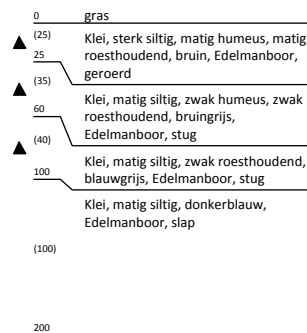 0 gras
(25) Klei, sterk siltig, matig humeus, matig
25 roesthoudend, bruin, Edelmanboor,
geroerd
(35) Klei, matig siltig, zwak humeus, zwak
60 roesthoudend, bruingrijs,
Edelmanboor, stug
(40)
Klei, matig siltig, zwak roesthoudend,
100 blauwgrijs, Edelmanboor, stug
Klei, matig siltig, donkerblauw,
Edelmanboor, slap
(100)
200